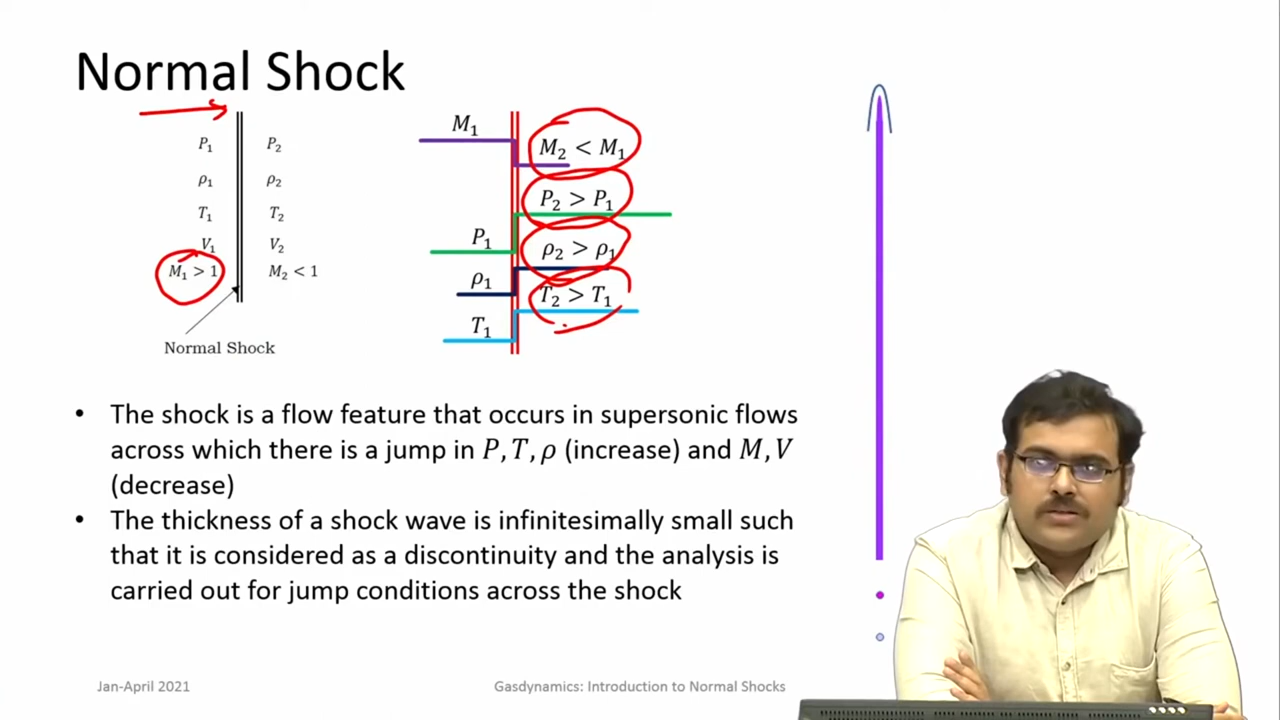 Normal Shock
P₁ P₂
ρ₁ ρ₂
T₁ T₂
V₁ V₂
M₁ > 1 M₂ < 1
Normal Shock
M₁
M₂ < M₁
P₂ > P₁
P₁
ρ₂ > ρ₁
ρ₁
T₂ > T₁
T₁
• The shock is a flow feature that occurs in supersonic flows
across which there is a jump in P, T, ρ (increase) and M, V
(decrease)
• The thickness of a shock wave is infinitesimally small such
that it is considered as a discontinuity and the analysis is
carried out for jump conditions across the shock
Jan-April 2021 Gasdynamics: Introduction to Normal Shocks